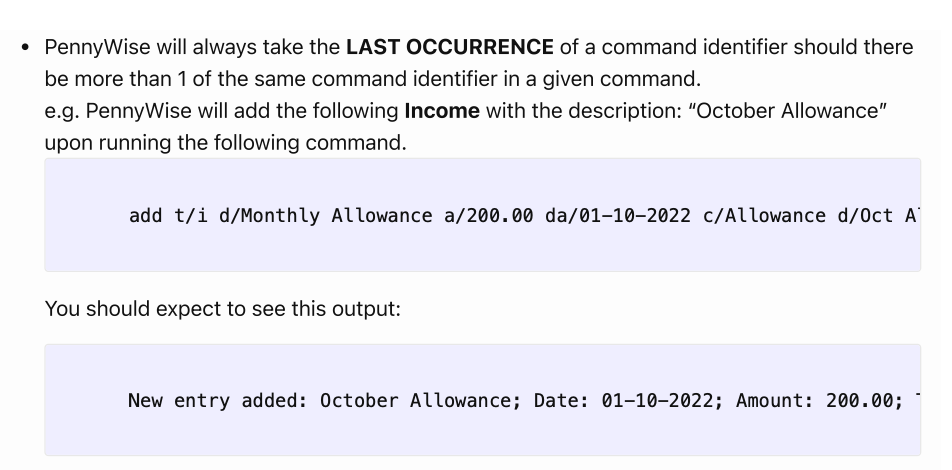 • PennyWise will always take the LAST OCCURRENCE of a command identifier should there
be more than 1 of the same command identifier in a given command.
e.g. PennyWise will add the following Income with the description: “October Allowance”
upon running the following command.
add t/i d/Monthly Allowance a/200.00 da/01-10-2022 c/Allowance d/Oct
You should expect to see this output:
New entry added: October Allowance; Date: 01-10-2022; Amount: 200.00;